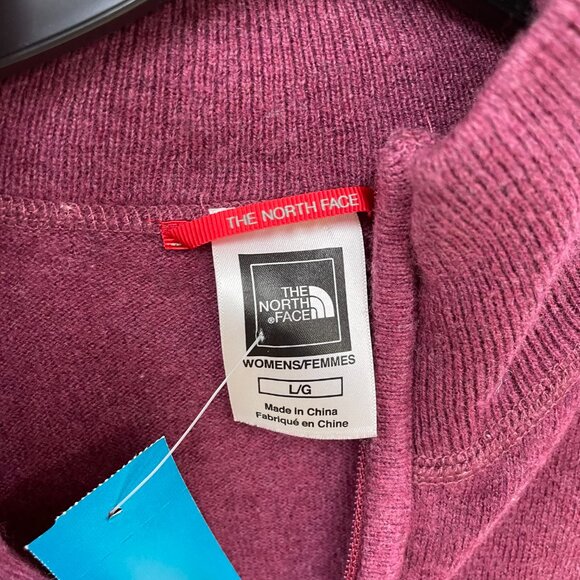 THE NORTH FACE
THE
NORTH
®FACE
WOMENS/FEMMES
L/G
Made in China
Fabriqué en Chine